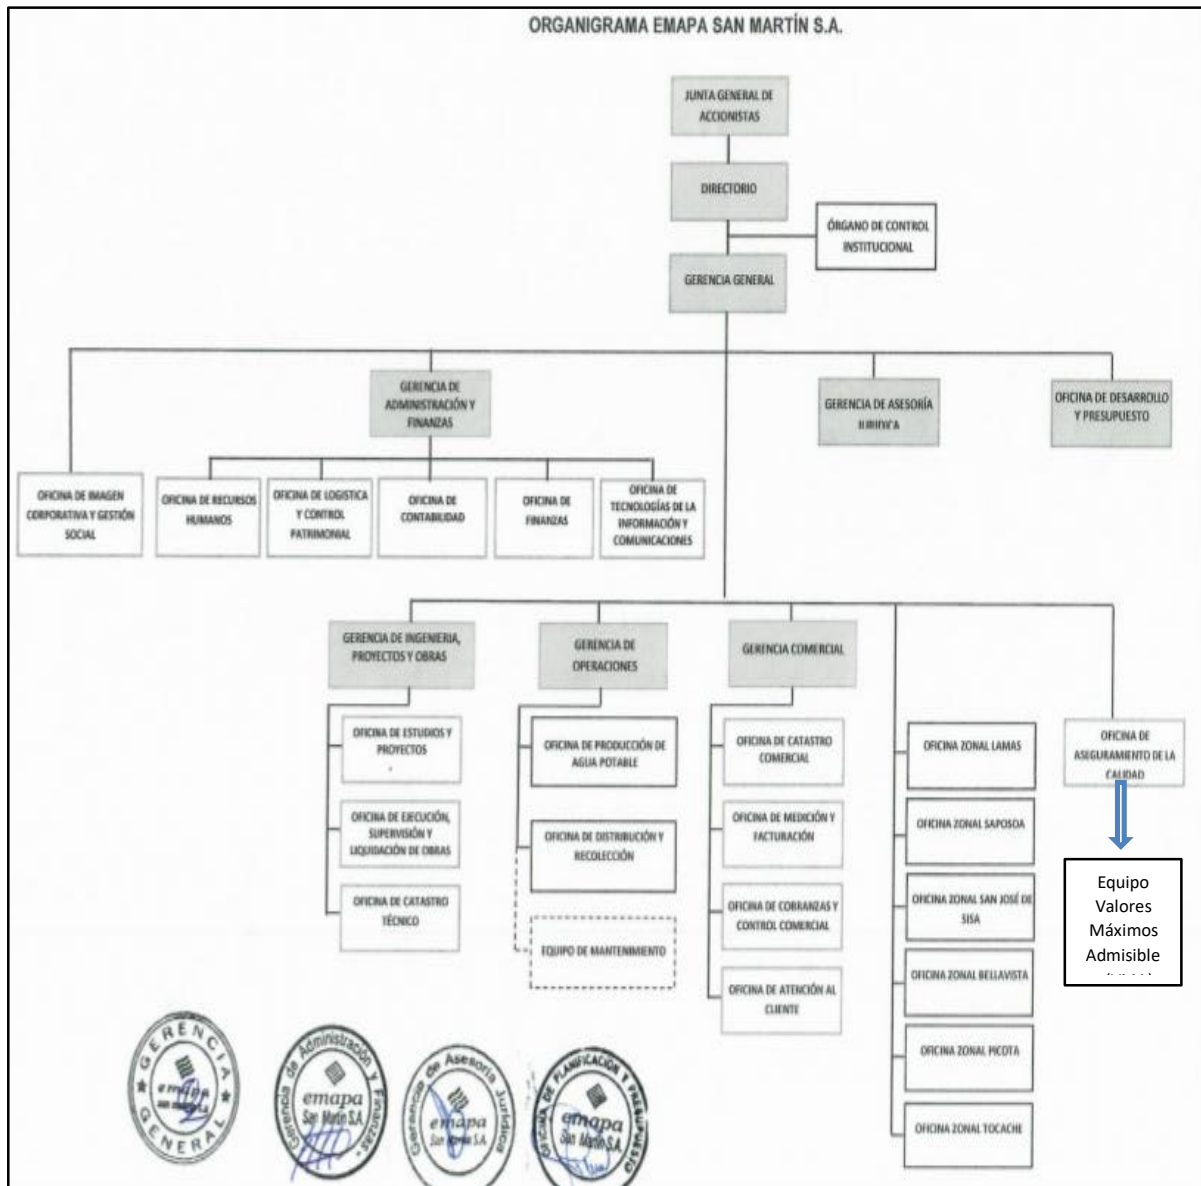 ORGANIGRAMA EMAPA SAN MARTÍN S.A.
JUNTA GENERAL DE
ACCIONISTAS
DIRECTORIO
ÓRGANO DE CONTROL
INSTITUCIONAL
GERENCIA GENERAL
GERENCIA DE
ADMINISTRACIÓN Y
FINANZAS
GERENCIA DE ASESORÍA
JURIDICA
OFICINA DE DESARROLLO
Y PRESUPUESTO
OFICINA DE IMAGEN
CORPORATIVA Y GESTIÓN
SOCIAL
OFICINA DE RECURSOS
HUMANOS
OFICINA DE LOGISTICA
Y CONTROL
PATRIMONIAL
OFICINA DE
CONTABILIDAD
OFICINA DE
FINANZAS
OFICINA DE
TECNOLOGÍAS DE LA
INFORMACIÓN Y
COMUNICACIONES
GERENCIA DE INGENIERIA,
PROYECTOS Y OBRAS
OFICINA DE ESTUDIOS Y
PROYECTOS
OFICINA DE EJECUCIÓN,
SUPERVISIÓN Y
LIQUIDACIÓN DE OBRAS
OFICINA DE CATASTRO
TÉCNICO
GERENCIA DE
OPERACIONES
OFICINA DE PRODUCCIÓN DE
AGUA POTABLE
OFICINA DE DISTRIBUCIÓN Y
RECOLECCIÓN
EQUIPO DE MANTENIMIENTO
GERENCIA COMERCIAL
OFICINA DE CATASTRO
COMERCIAL
OFICINA DE MEDICIÓN Y
FACTURACIÓN
OFICINA DE COBRANZAS Y
CONTROL COMERCIAL
OFICINA DE ATENCIÓN AL
CLIENTE
OFICINA ZONAL LAMAS
OFICINA ZONAL SAPOSOA
OFICINA ZONAL SAN JOSÉ DE
SISA
OFICINA ZONAL BELLAVISTA
OFICINA ZONAL PICOTA
OFICINA ZONAL TOCACHE
OFICINA DE
ASEGURAMIENTO DE LA
CALIDAD
Equipo
Valores
Máximos
Admisible
GERENCIA
emapa
San Martín S.A.
GENERAL
Gerencia de Administración y Finanzas
emapa
San Martín S.A.
Gerencia de Asesoría Jurídica
emapa
San Martín S.A.
OFICINA DE PLANIFICACIÓN Y PRESUPUESTO
emapa
San Martín S.A.